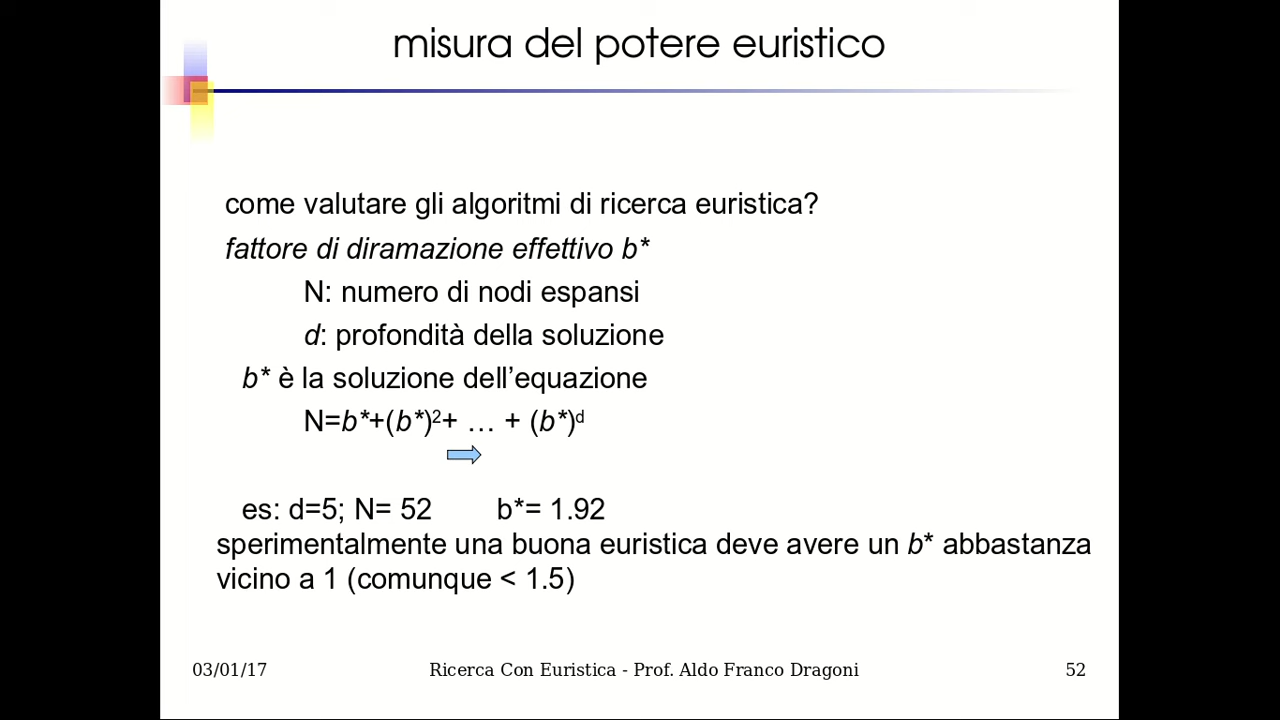 misura del potere euristico
come valutare gli algoritmi di ricerca euristica?
fattore di diramazione effettivo b*
N: numero di nodi espansi
d: profondità della soluzione
b* è la soluzione dell’equazione
N=b*+(b*)²+ … + (b*)ᵈ
es: d=5; N= 52 b*= 1.92
sperimentalmente una buona euristica deve avere un b* abbastanza
vicino a 1 (comunque < 1.5)
03/01/17 Ricerca Con Euristica - Prof. Aldo Franco Dragoni 52